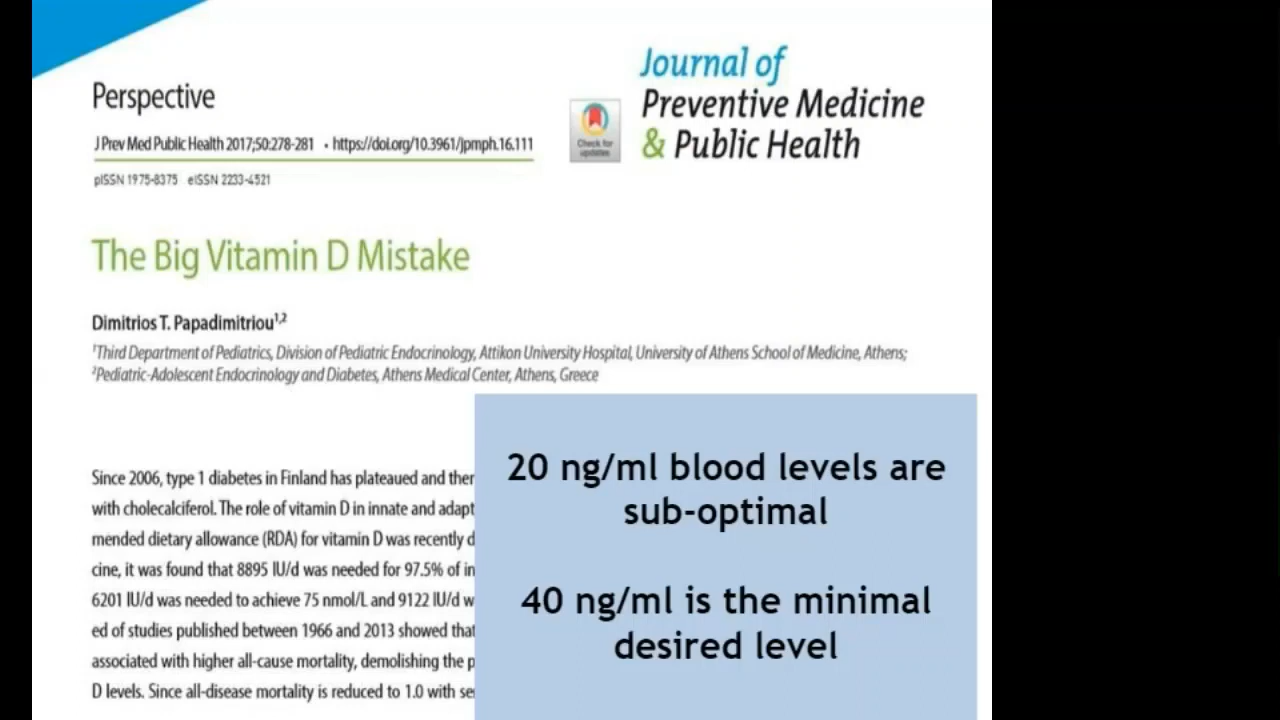 Perspective
J Prev Med Public Health 2017;50:278-281 • https://doi.org/10.3961/jpmph.16.111
pISSN 1975-8375 eISSN 2233-4521
Check for
updates
Journal of
Preventive Medicine
& Public Health
The Big Vitamin D Mistake
Dimitrios T. Papadimitriou1,2
1Third Department of Pediatrics, Division of Pediatric Endocrinology, Attikon University Hospital, University of Athens School of Medicine, Athens;
2Pediatric-Adolescent Endocrinology and Diabetes, Athens Medical Center, Athens, Greece
Since 2006, type 1 diabetes in Finland has plateaued and ther
with cholecalciferol. The role of vitamin D in innate and adapt
mended dietary allowance (RDA) for vitamin D was recently d
cine, it was found that 8895 IU/d was needed for 97.5% of in
6201 IU/d was needed to achieve 75 nmol/L and 9122 IU/d w
ed of studies published between 1966 and 2013 showed that
associated with higher all-cause mortality, demolishing the p
D levels. Since all-disease mortality is reduced to 1.0 with se
20 ng/ml blood levels are
sub-optimal
40 ng/ml is the minimal
desired level